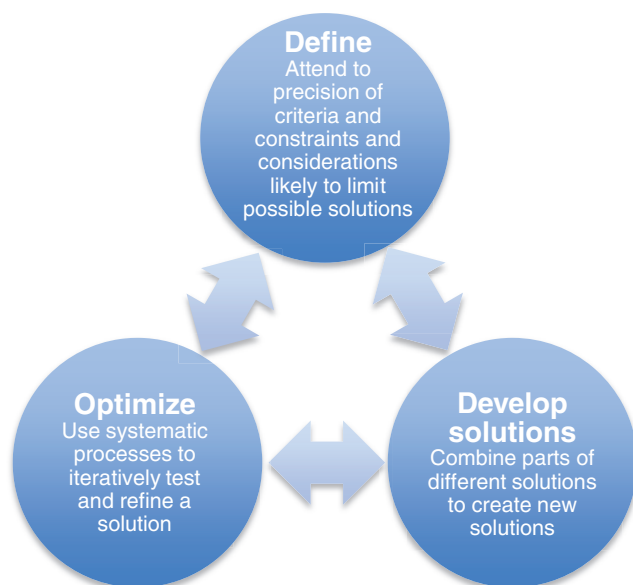 Define
Attend to
precision of
criteria and
constraints and
considerations
likely to limit
possible solutions
Optimize
Use systematic
processes to
iteratively test
and refine a
solution
Develop
solutions
Combine parts of
different solutions
to create new
solutions